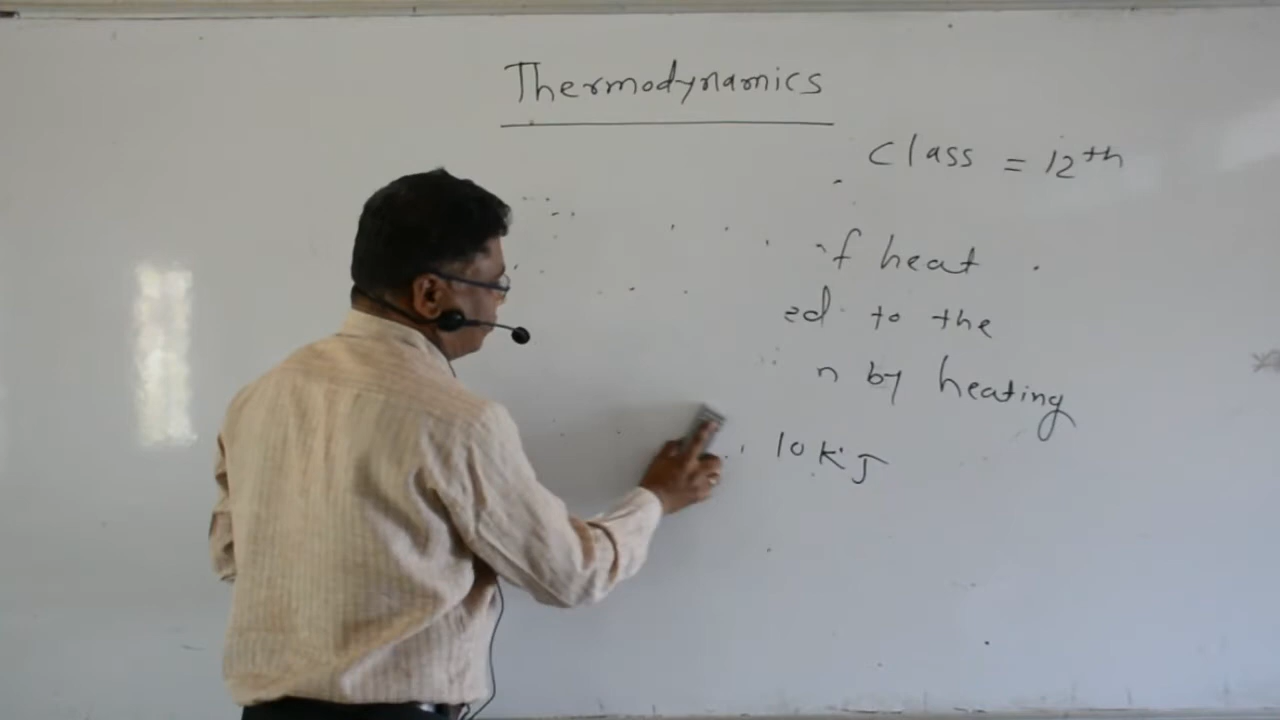 Thermodynamics
Class = 12th
f heat
ed to the
n by heating
10 KJ